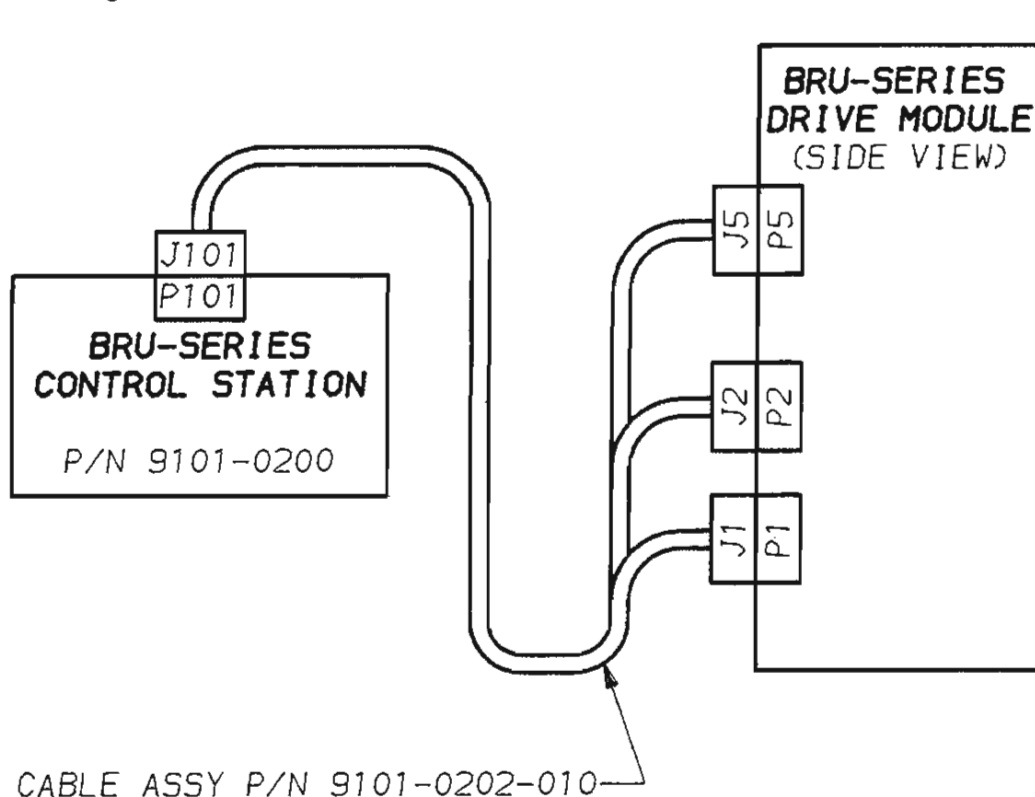 BRU-SERIES
DRIVE MODULE
(SIDE VIEW)
J5
P5
J101
P101
BRU-SERIES
CONTROL STATION
P/N 9101-0200
J2
P2
J1
P1
CABLE ASSY P/N 9101-0202-010